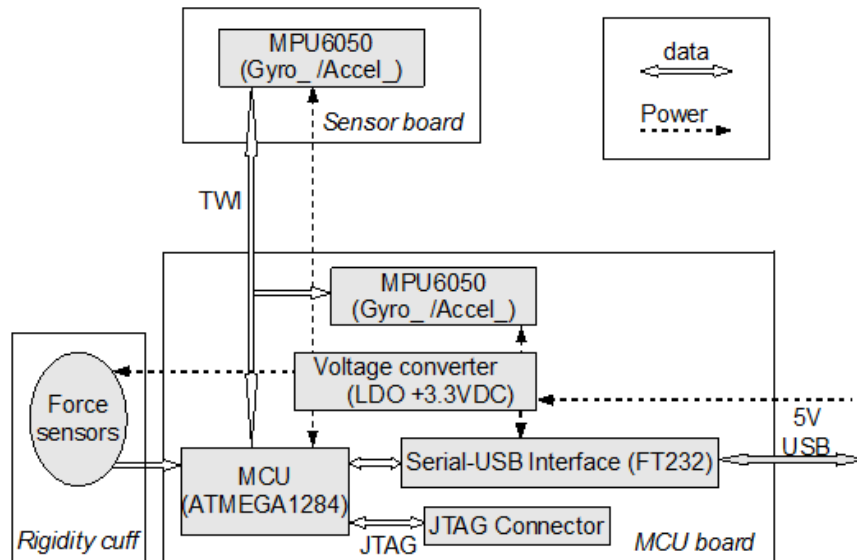 MPU6050
(Gyro_ /Accel_)
Sensor board
data
Power
TWI
MPU6050
(Gyro_ /Accel_)
Voltage converter
(LDO +3.3VDC)
Force
sensors
5V
USB
MCU
(ATMEGA1284)
Serial-USB Interface (FT232)
JTAG Connector
JTAG
Rigidity cuff
MCU board